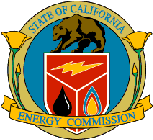 STATE OF CALIFORNIA
ENERGY COMMISSION